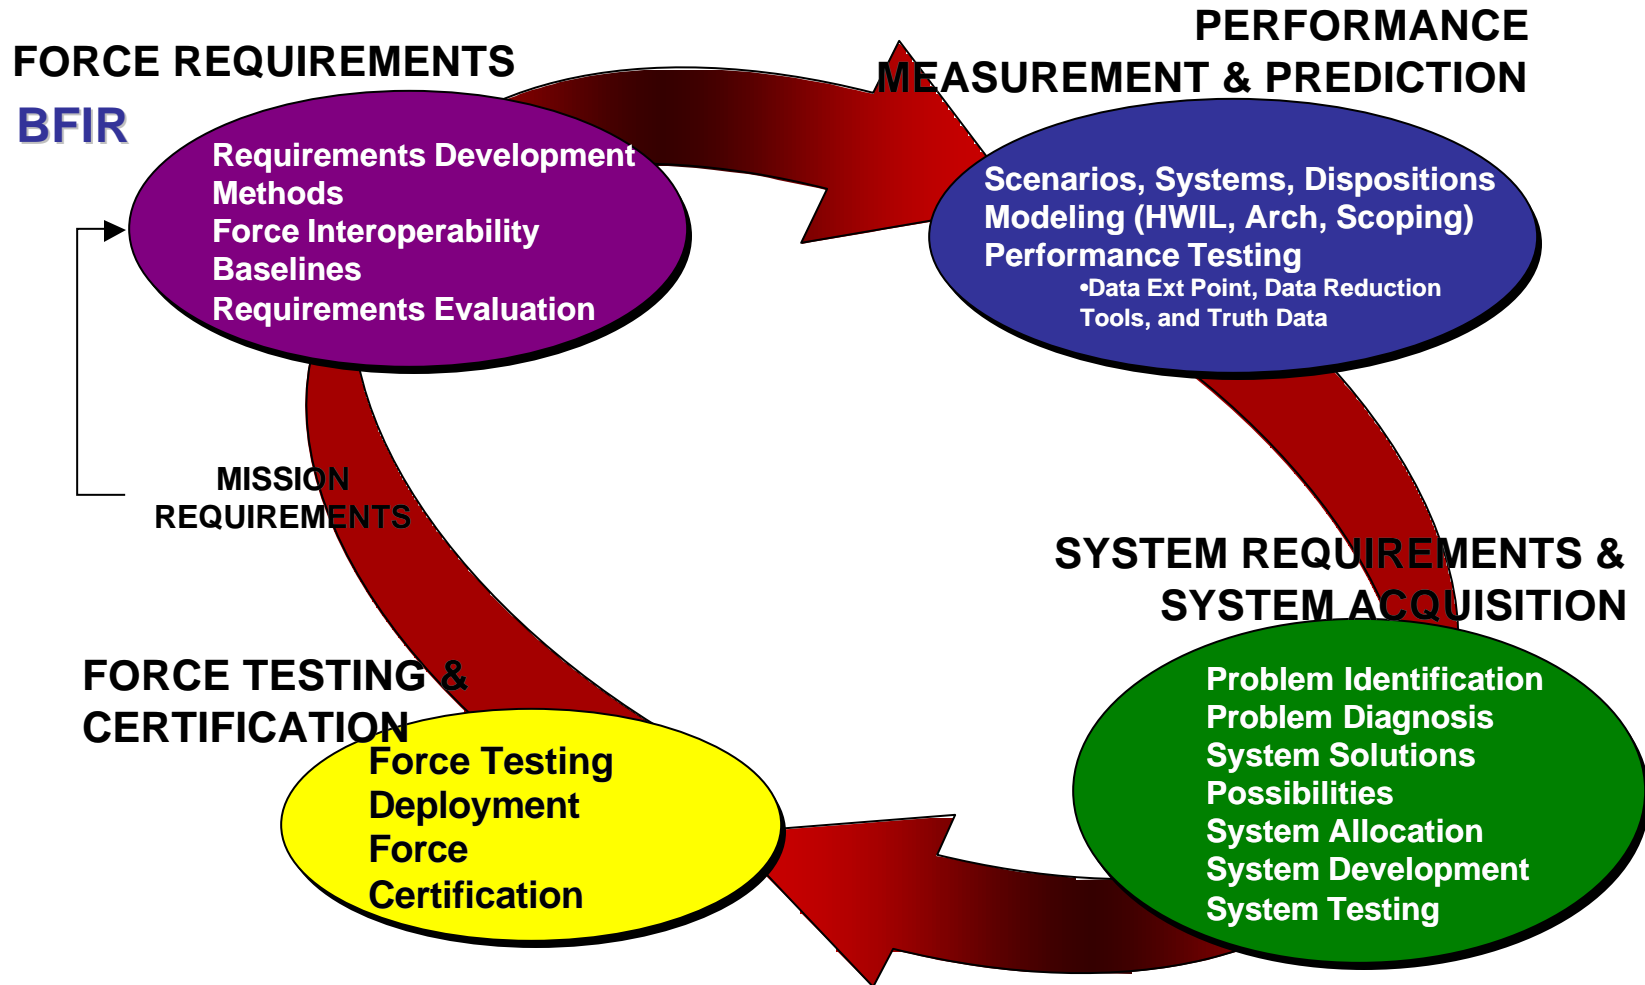 FORCE REQUIREMENTS
BFIR
Requirements Development
Methods
Force Interoperability
Baselines
Requirements Evaluation
PERFORMANCE
MEASUREMENT & PREDICTION
Scenarios, Systems, Dispositions
Modeling (HWIL, Arch, Scoping)
Performance Testing
•Data Ext Point, Data Reduction
Tools, and Truth Data
MISSION
REQUIREMENTS
SYSTEM REQUIREMENTS &
SYSTEM ACQUISITION
Problem Identification
Problem Diagnosis
System Solutions
Possibilities
System Allocation
System Development
System Testing
FORCE TESTING &
CERTIFICATION
Force Testing
Deployment
Force
Certification